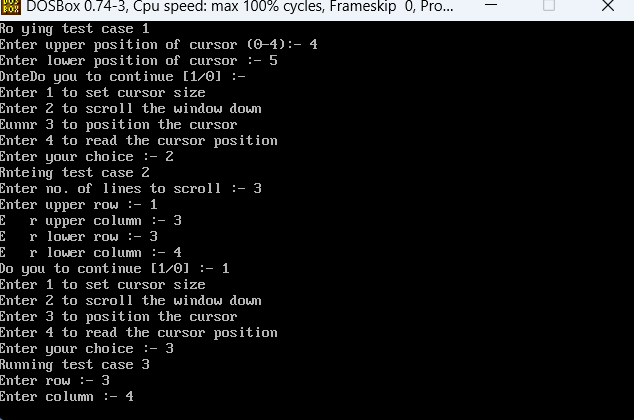 DOSBox 0.74-3, Cpu speed: max 100% cycles, Frameskip 0, Pro...
Ro ying test case 1
Enter upper position of cursor (0-4):- 4
Enter lower position of cursor :- 5
DnteDo you to continue [1/0] :-
Enter 1 to set cursor size
Enter 2 to scroll the window down
Eunnr 3 to position the cursor
Enter 4 to read the cursor position
Enter your choice :- 2
Rnteing test case 2
Enter no. of lines to scroll :- 3
Enter upper row :- 1
E   r upper column :- 3
E   r lower row :- 3
E   r lower column :- 4
Do you to continue [1/0] :- 1
Enter 1 to set cursor size
Enter 2 to scroll the window down
Enter 3 to position the cursor
Enter 4 to read the cursor position
Enter your choice :- 3
Running test case 3
Enter row :- 3
Enter column :- 4